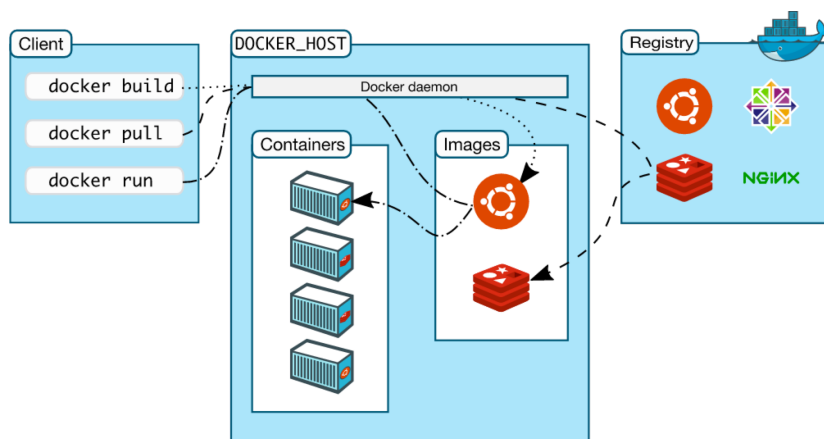 Client
docker build
docker pull
docker run
DOCKER_HOST
Docker daemon
Containers
Images
Registry
NGINX